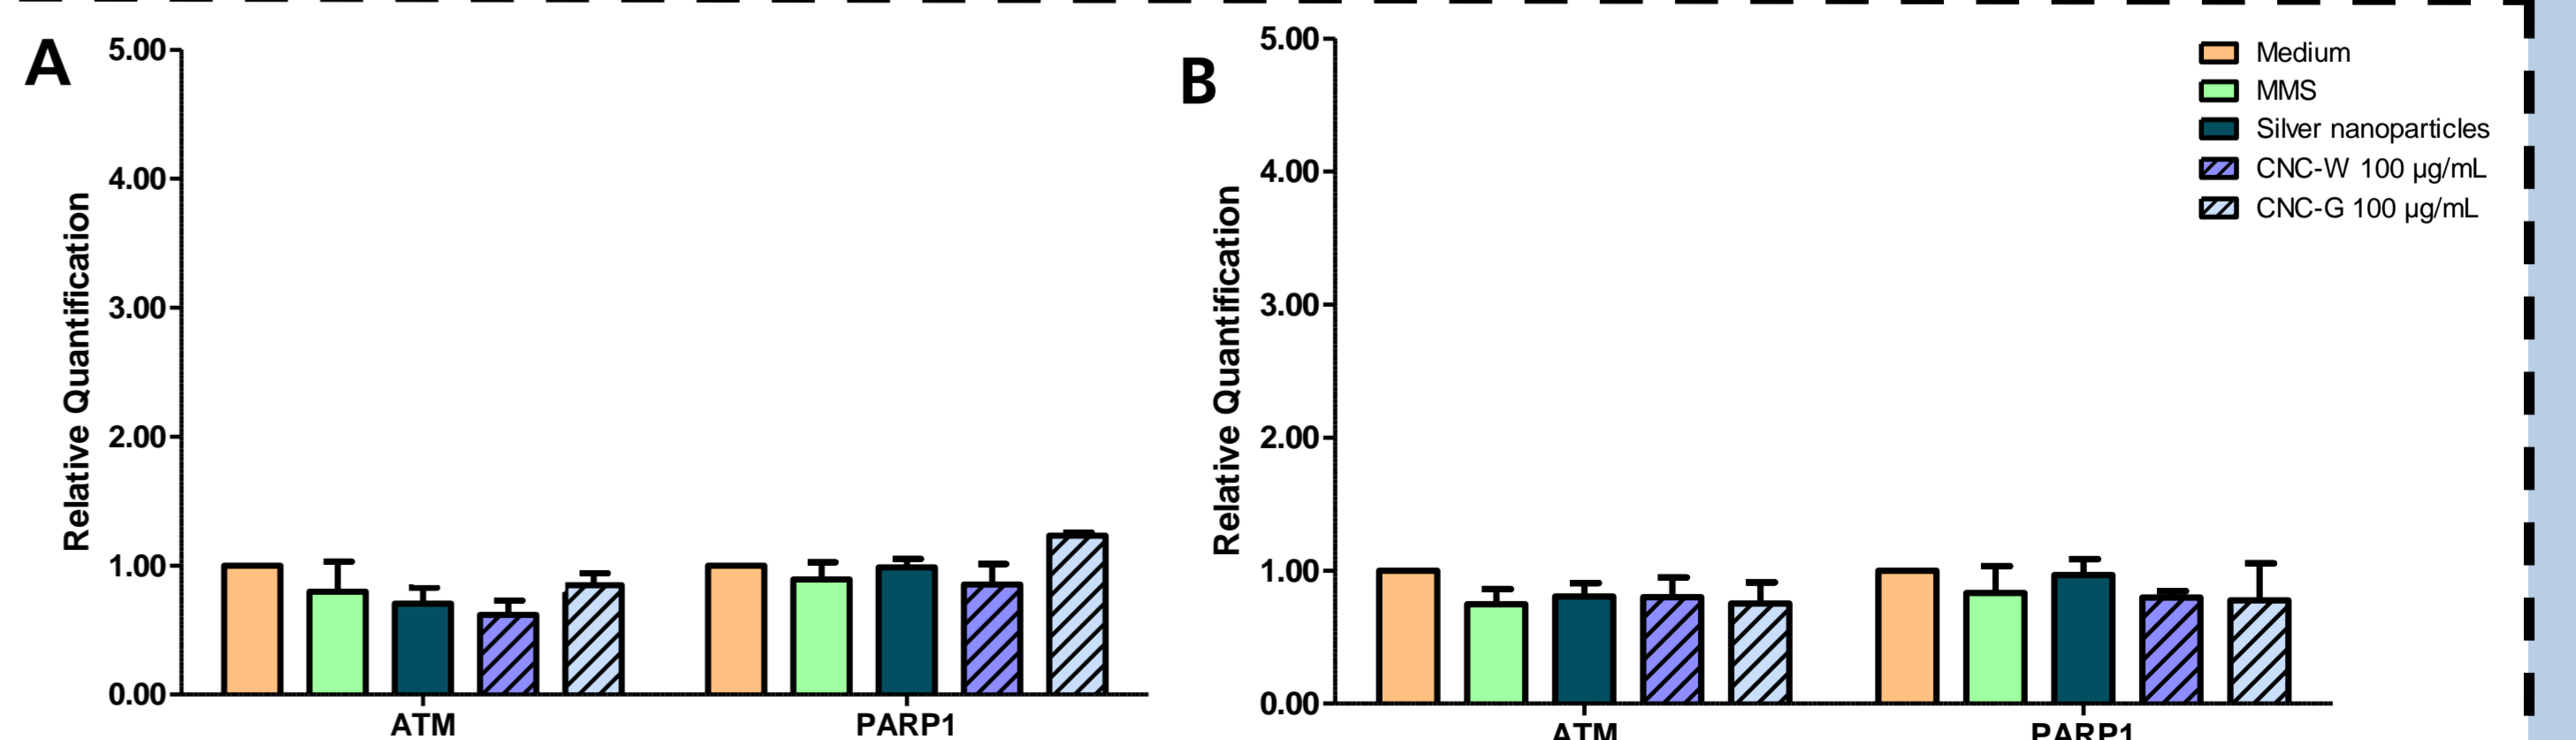 A
5.00
4.00
3.00
2.00
1.00
0.00
Relative Quantification
ATM
PARP1
B
5.00
4.00
3.00
2.00
1.00
0.00
Relative Quantification
ATM
PARP1
Medium
MMS
Silver nanoparticles
CNC-W 100 µg/mL
CNC-G 100 µg/mL